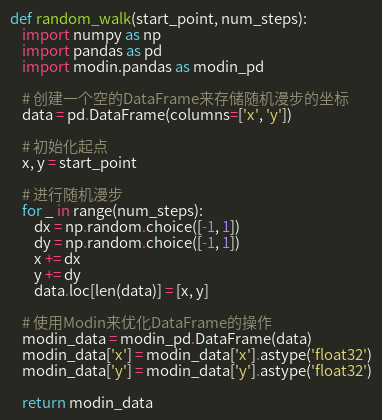 def random_walk(start_point, num_steps):
    import numpy as np
    import pandas as pd
    import modin.pandas as modin_pd
    # 创建一个空的DataFrame来存储随机漫步的坐标
    data = pd.DataFrame(columns=['x', 'y'])
    # 初始化起点
    x, y = start_point
    # 进行随机漫步
    for _ in range(num_steps):
        dx = np.random.choice([-1, 1])
        dy = np.random.choice([-1, 1])
        x += dx
        y += dy
        data.loc[len(data)] = [x, y]
    # 使用Modin来优化DataFrame的操作
    modin_data = modin_pd.DataFrame(data)
    modin_data['x'] = modin_data['x'].astype('float32')
    modin_data['y'] = modin_data['y'].astype('float32')
    return modin_data